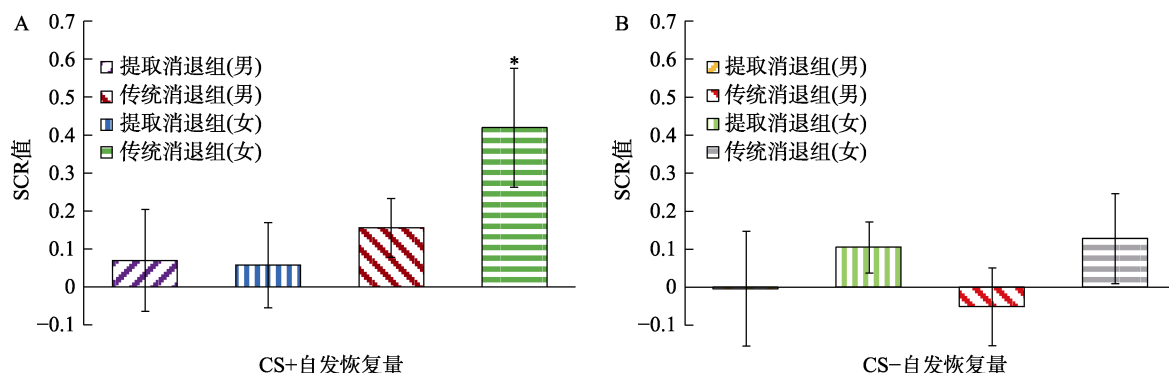 A
0.7
0.6
0.5
0.4
0.3
0.2
0.1
0
−0.1
SCR值
提取消退组(男)
传统消退组(男)
提取消退组(女)
传统消退组(女)
*
CS+自发恢复量
B
0.7
0.6
0.5
0.4
0.3
0.2
0.1
0
−0.1
SCR值
提取消退组(男)
传统消退组(男)
提取消退组(女)
传统消退组(女)
CS−自发恢复量